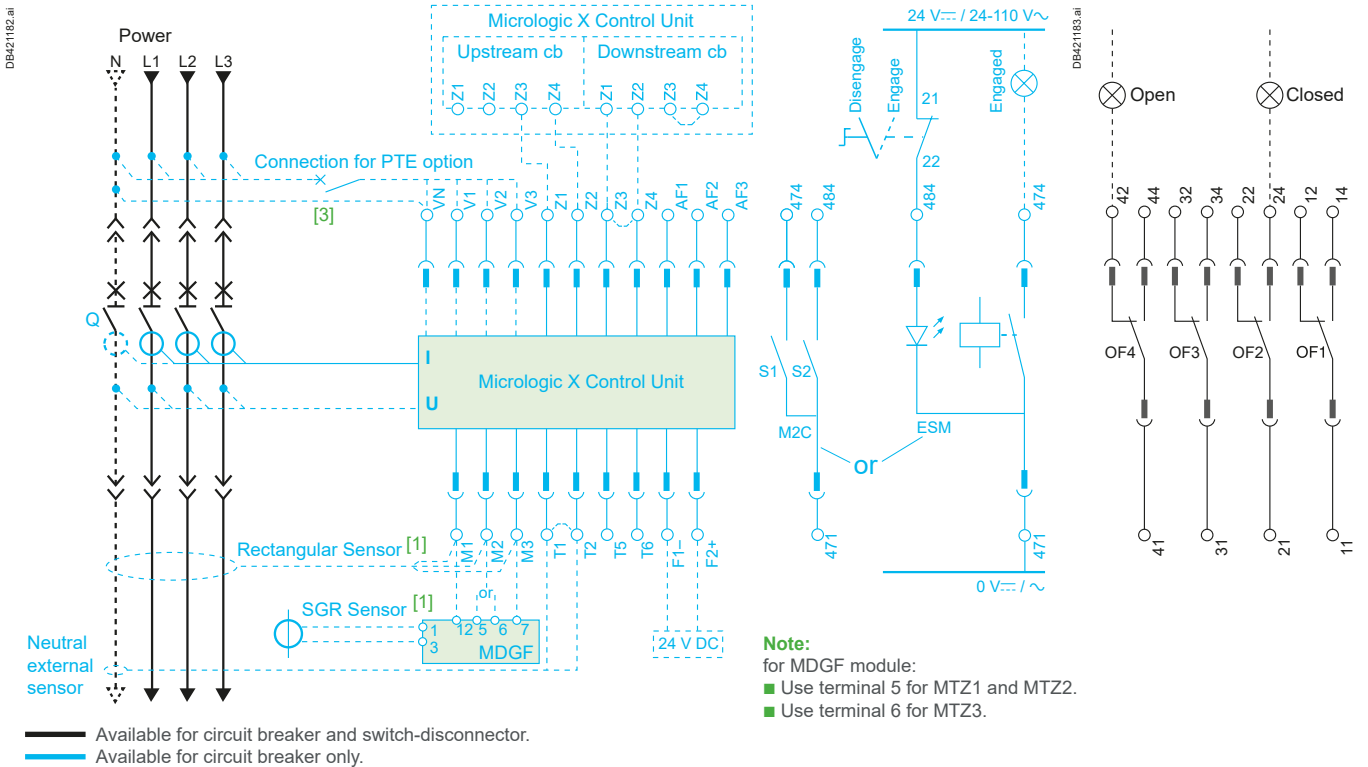 DB421182.ai
Power
N L1 L2 L3
Micrologic X Control Unit
Upstream cb Downstream cb
Z1 Z2 Z3 Z4 Z1 Z2 Z3 Z4
Connection for PTE option
[3]
VN V1 V2 V3 Z1 Z2 Z3 Z4 AF1 AF2 AF3
Q
I
Micrologic X Control Unit
U
M1 M2 M3 T1 T2 T5 T6 F1– F2+
Rectangular Sensor [1]
SGR Sensor [1]
or
1 12 5 6 7
3 MDGF
24 V DC
Neutral
external
sensor
24 V⎓ / 24-110 V∿
Disengage
Engage
21
22
Engaged
474 484 484 474
S1 S2
M2C
ESM
or
471 471
0 V⎓ / ∿
DB421183.ai
Open Closed
42 44 32 34 22 24 12 14
OF4 OF3 OF2 OF1
41 31 21 11
Note:
for MDGF module:
■ Use terminal 5 for MTZ1 and MTZ2.
■ Use terminal 6 for MTZ3.
Available for circuit breaker and switch-disconnector.
Available for circuit breaker only.